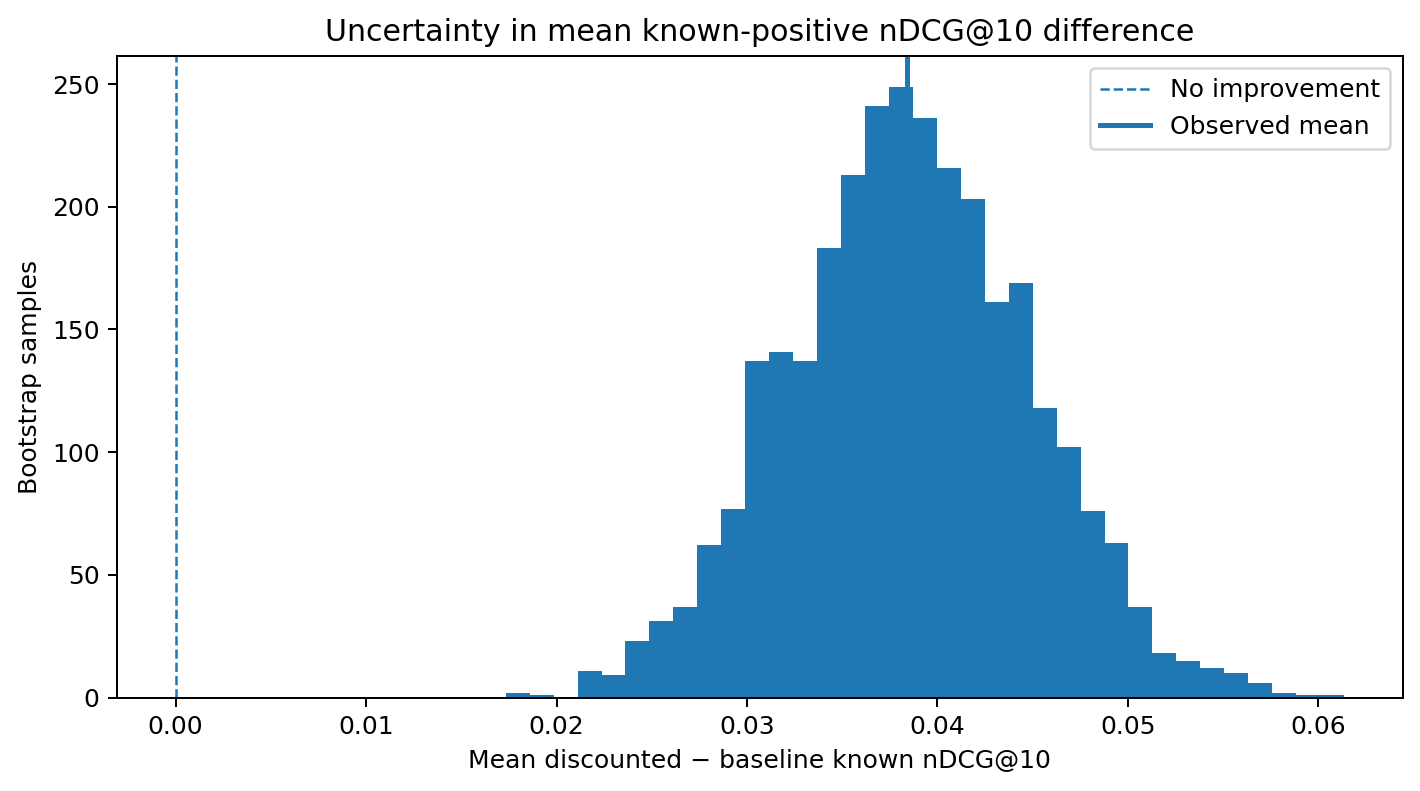 Uncertainty in mean known-positive nDCG@10 difference
No improvement
Observed mean
Bootstrap samples
250
200
150
100
50
0
0.00 0.01 0.02 0.03 0.04 0.05 0.06
Mean discounted − baseline known nDCG@10